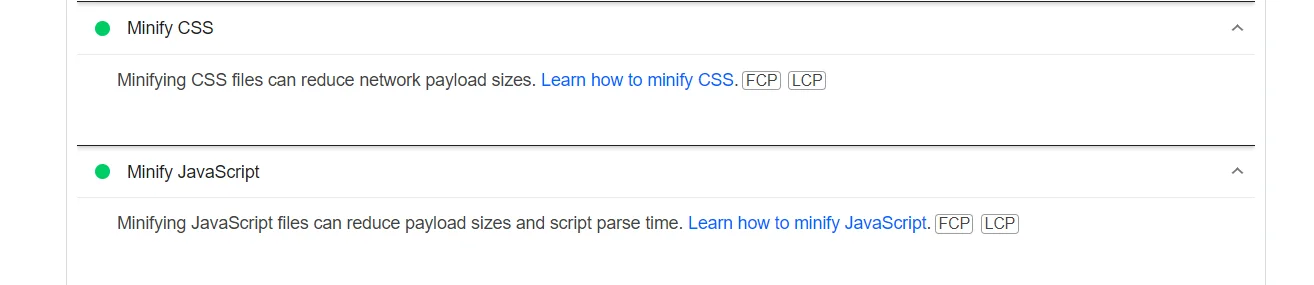 Minify CSS
Minifying CSS files can reduce network payload sizes. Learn how to minify CSS. FCP LCP
Minify JavaScript
Minifying JavaScript files can reduce payload sizes and script parse time. Learn how to minify JavaScript. FCP LCP